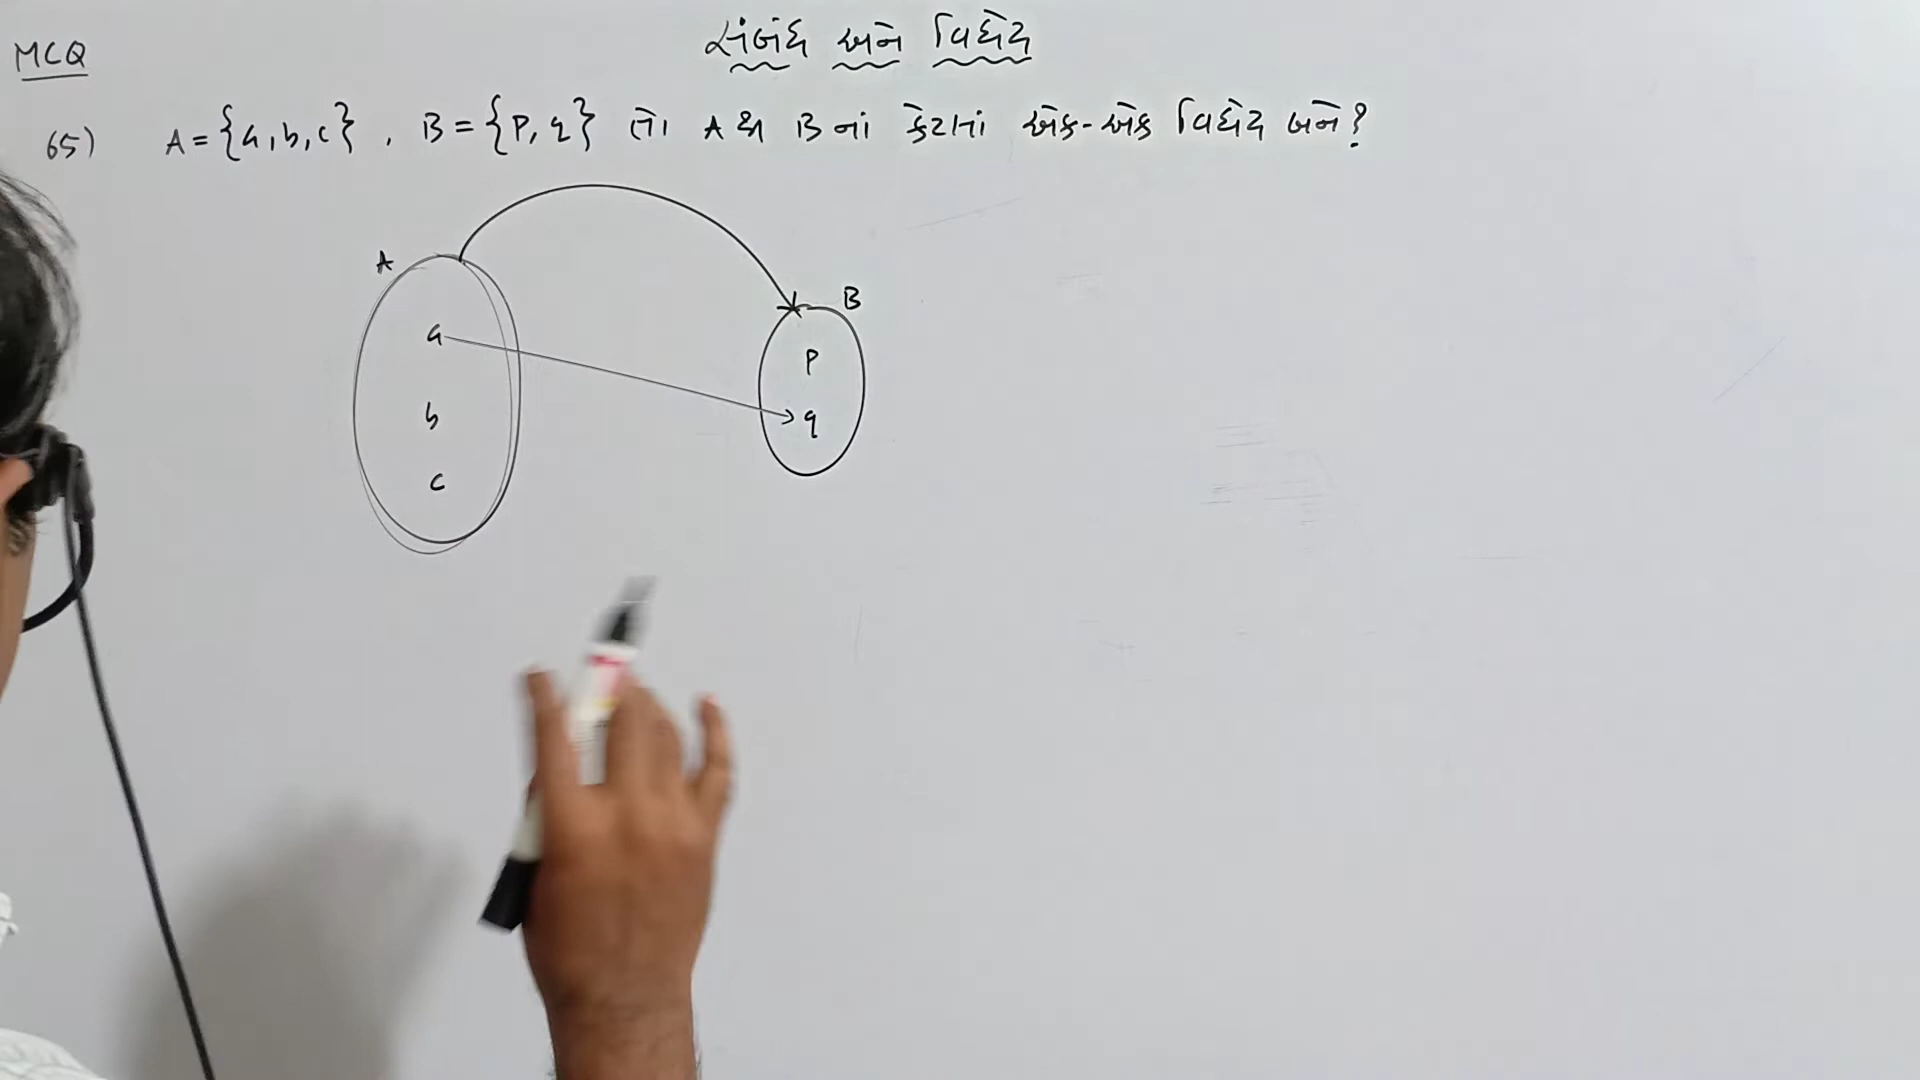 MCQ
સંબંધ અને વિધેય
65) A = {a, b, c} , B = {p, q} તો A થી B નાં કેટલાં એક-એક વિધેય બને?
A
B
a
p
b
q
c